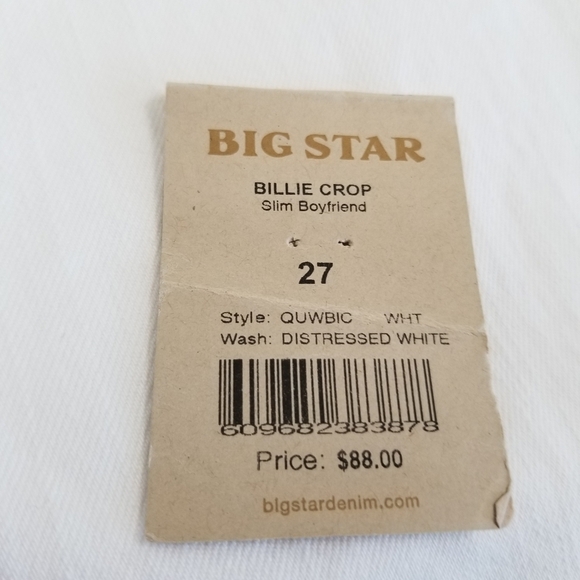 BIG STAR
BILLIE CROP
Slim Boyfriend
27
Style: QUWBIC WHT
Wash: DISTRESSED WHITE
609682383878
Price: $88.00
bigstardenim.com